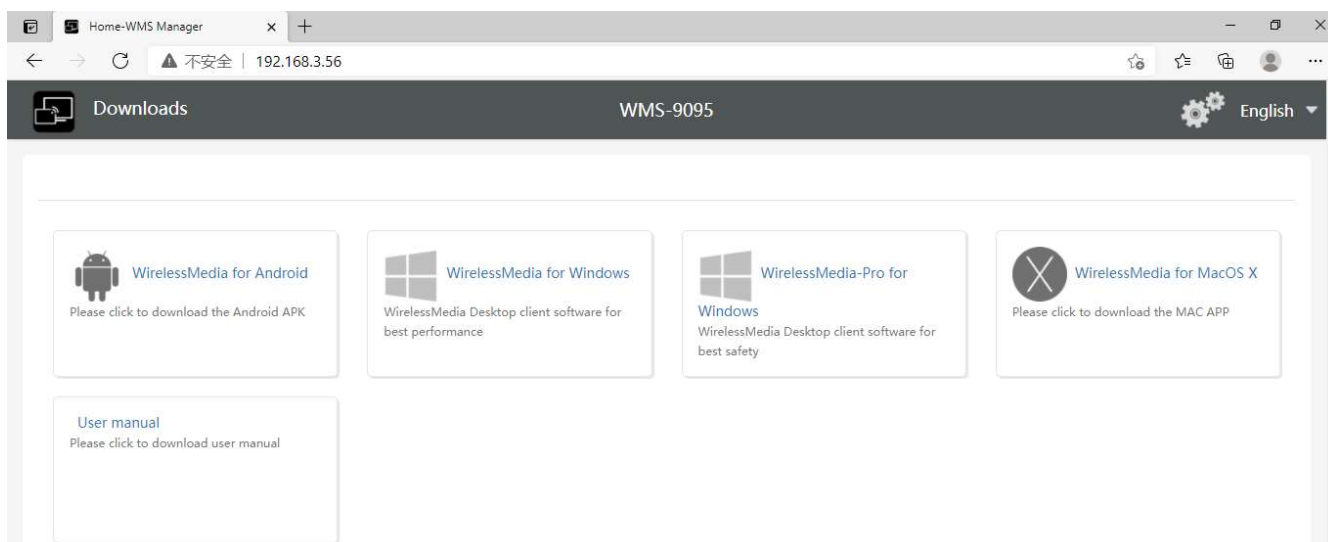 Home-WMS Manager
不安全 192.168.3.56
Downloads WMS-9095 English
WirelessMedia for Android
Please click to download the Android APK
WirelessMedia for Windows
WirelessMedia Desktop client software for
best performance
WirelessMedia-Pro for
Windows
WirelessMedia Desktop client software for
best safety
WirelessMedia for MacOS X
Please click to download the MAC APP
User manual
Please click to download user manual